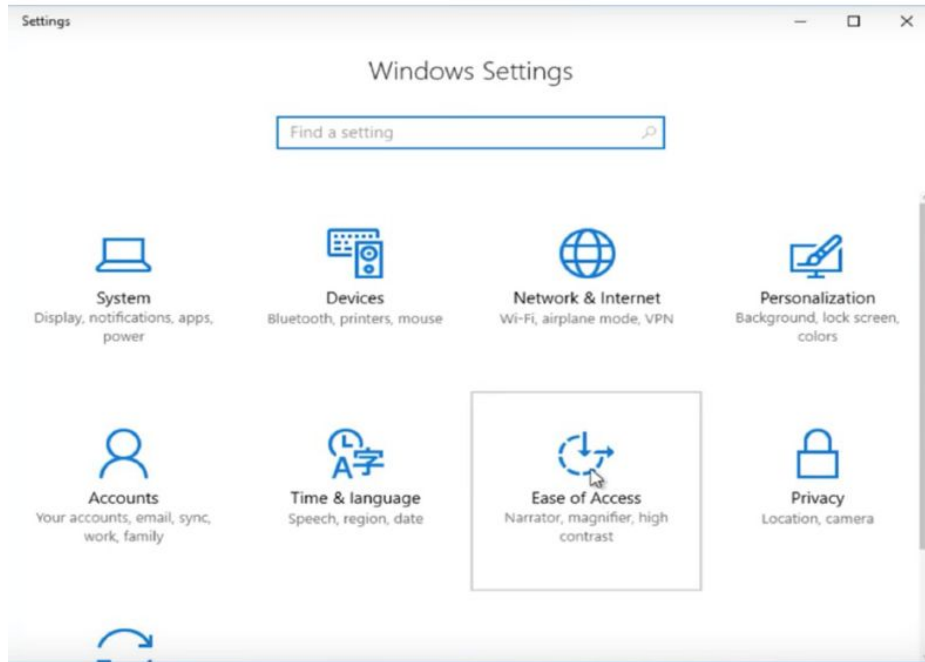 Settings
Windows Settings
Find a setting
System
Display, notifications, apps,
power
Devices
Bluetooth, printers, mouse
Network & Internet
Wi-Fi, airplane mode, VPN
Personalization
Background, lock screen,
colors
Accounts
Your accounts, email, sync,
work, family
Time & language
Speech, region, date
Ease of Access
Narrator, magnifier, high
contrast
Privacy
Location, camera